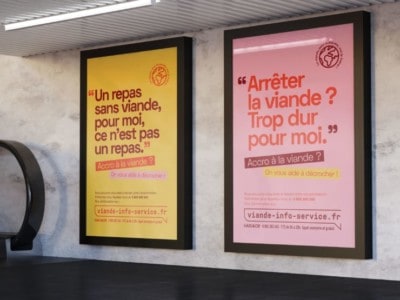 “Un repas
sans viande,
pour moi,
ce n'est pas
un repas.”
Accro à la viande ?
On vous aide à décrocher !
viande-info-service.fr
“Arrêter
la viande ?
Trop dur
pour moi.”
Accro à la viande ?
On vous aide à décrocher !
viande-info-service.fr